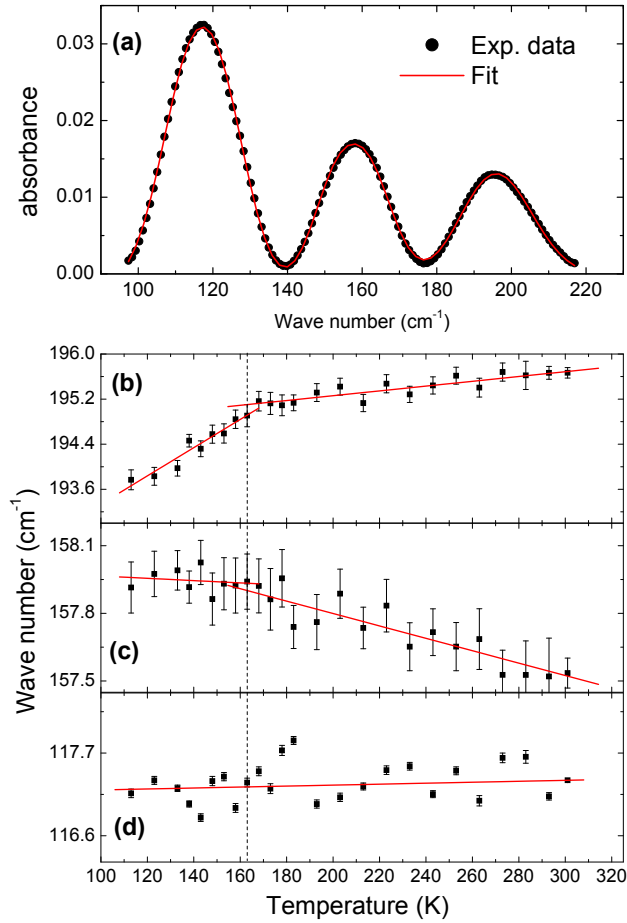 (a)
Exp. data
Fit
0.03
0.02
0.01
0.00
absorbance
100 120 140 160 180 200 220
Wave number (cm-1)
(b)
196.0
195.2
194.4
193.6
(c)
158.1
157.8
157.5
(d)
117.7
116.6
Wave number (cm-1)
100 120 140 160 180 200 220 240 260 280 300 320
Temperature (K)